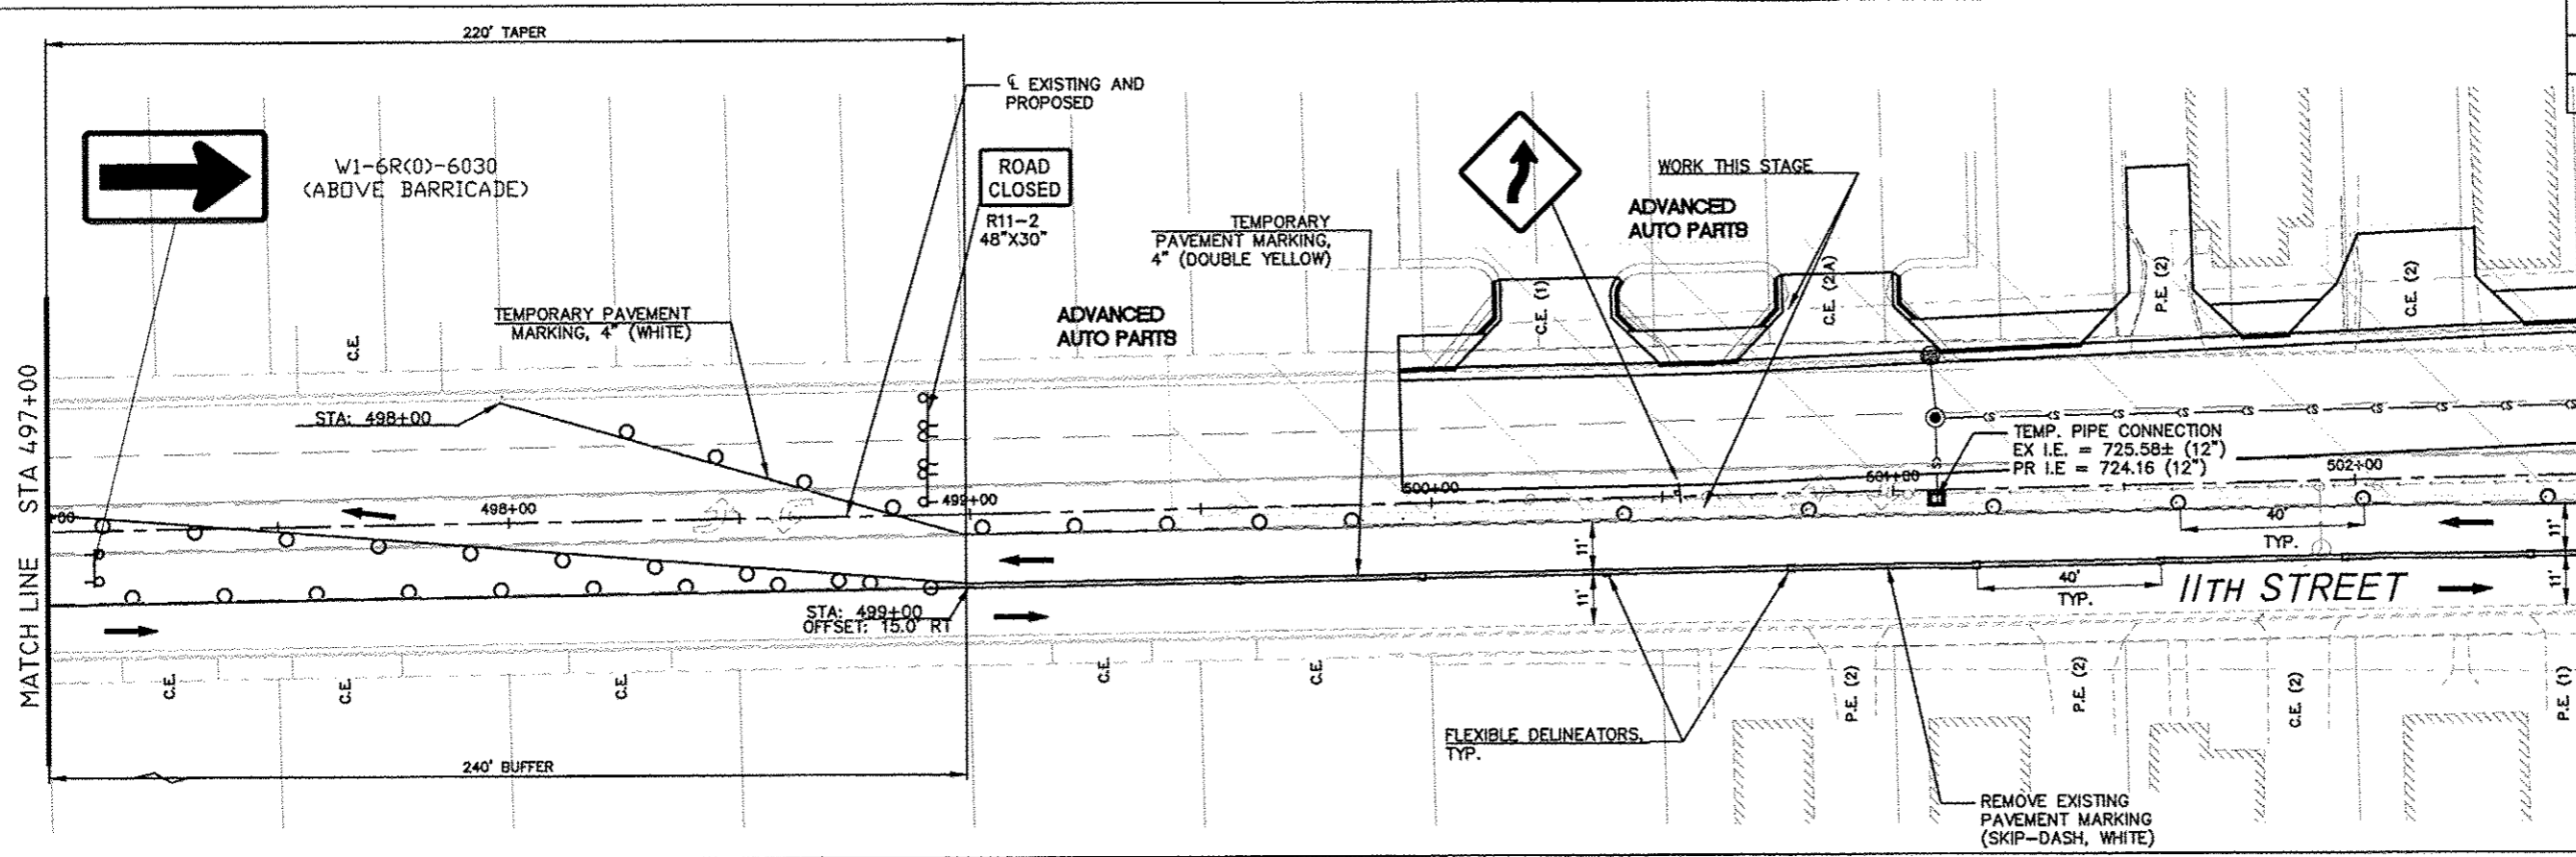 220' TAPER
℄ EXISTING AND
PROPOSED
W1-6R(0)-6030
(ABOVE BARRICADE)
ROAD
CLOSED
R11-2
48"X30"
TEMPORARY
PAVEMENT MARKING,
4" (DOUBLE YELLOW)
WORK THIS STAGE
ADVANCED
AUTO PARTS
TEMPORARY PAVEMENT
MARKING, 4" (WHITE)
ADVANCED
AUTO PARTS
C.E.
C.E. (1)
C.E. (2A)
P.E. (2)
C.E. (2)
STA: 498+00
MATCH LINE STA 497+00
498+00
499+00
500+00
501+00
502+00
TEMP. PIPE CONNECTION
EX I.E. = 725.58± (12")
PR I.E = 724.16 (12")
<S <S <S <S <S <S <S <S <S
40'
TYP.
11'
11'
11'
11'
40'
TYP.
11TH STREET
STA: 499+00
OFFSET: 15.0' RT
C.E.
C.E.
C.E.
C.E.
C.E.
P.E. (2)
P.E. (2)
C.E. (2)
P.E. (1)
FLEXIBLE DELINEATORS,
TYP.
240' BUFFER
REMOVE EXISTING
PAVEMENT MARKING
(SKIP-DASH, WHITE)